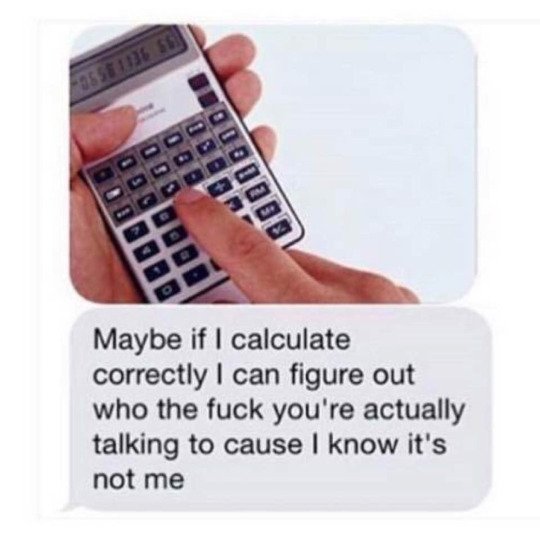 Maybe if I calculate
correctly I can figure out
who the fuck you're actually
talking to cause I know it's
not me